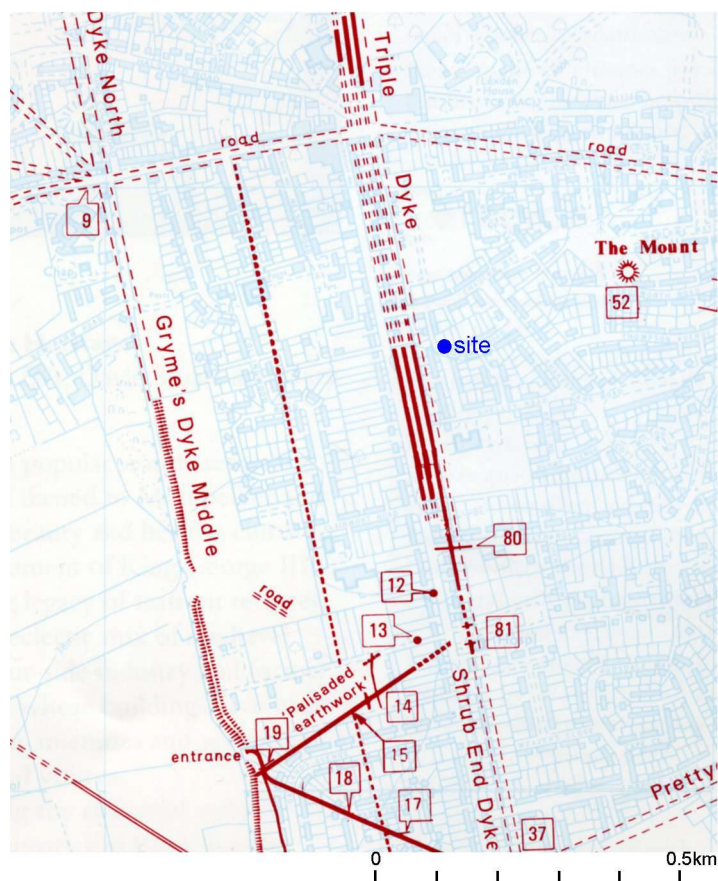 Dyke North
Triple
road
road
9
Dyke
The Mount
52
site
Gryme's Dyke Middle
80
12
road
13
81
'Palisaded
earthwork'
14
19
Shrub End Dyke
entrance
15
18
17
Pretty
37
0
0.5km